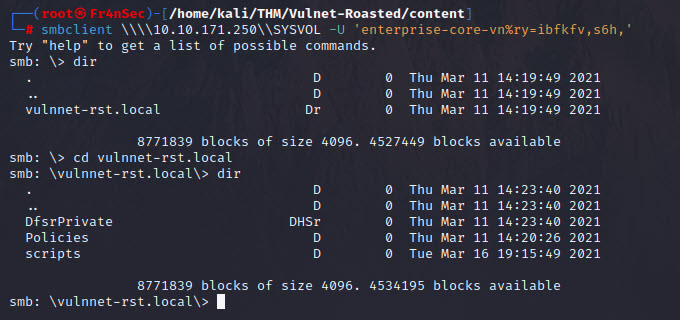 ┌──(root㉿Fr4nSec)-[/home/kali/THM/Vulnet-Roasted/content]
└─# smbclient \\\\10.10.171.250\\SYSVOL -U 'enterprise-core-vn%ry=ibfkfv,s6h,'
Try "help" to get a list of possible commands.
smb: \> dir
  .                                   D        0  Thu Mar 11 14:19:49 2021
  ..                                  D        0  Thu Mar 11 14:19:49 2021
  vulnnet-rst.local                  Dr        0  Thu Mar 11 14:19:49 2021
                8771839 blocks of size 4096. 4527449 blocks available
smb: \> cd vulnnet-rst.local
smb: \vulnnet-rst.local\> dir
  .                                   D        0  Thu Mar 11 14:23:40 2021
  ..                                  D        0  Thu Mar 11 14:23:40 2021
  DfsrPrivate                      DHSr        0  Thu Mar 11 14:23:40 2021
  Policies                            D        0  Thu Mar 11 14:20:26 2021
  scripts                             D        0  Tue Mar 16 19:15:49 2021
                8771839 blocks of size 4096. 4534195 blocks available
smb: \vulnnet-rst.local\>